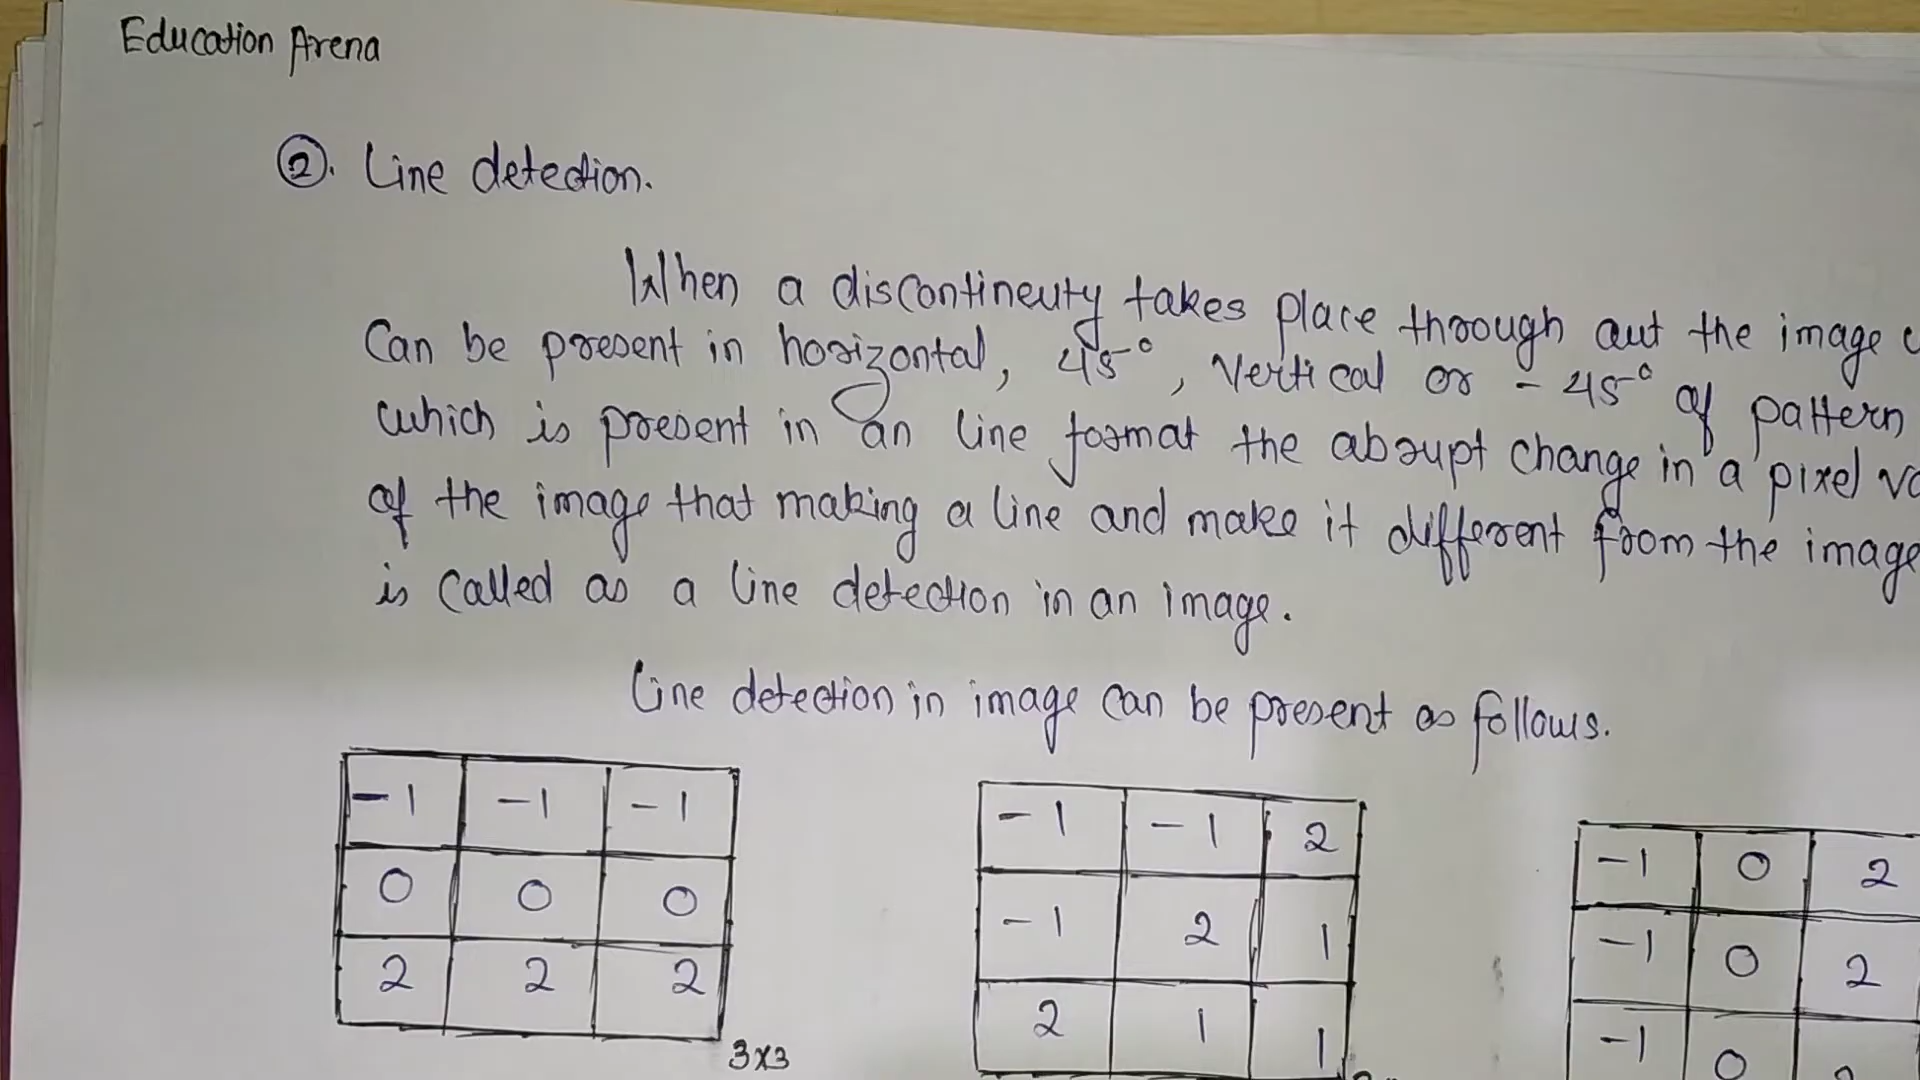 Education Arena
②. Line detection.
When a discontineuty takes place through out the image
Can be present in horizontal, 45°, Vertical or - 45° of pattern
which is present in an line format the abrupt change in a pixel
of the image that making a line and make it different from the image
is called as a line detection in an image.
Line detection in image can be present as follows.
-1 -1 -1
0 0 0
2 2 2
3x3
-1 -1 2
-1 2 1
2 1 1
-1 0 2
-1 0 2
-1 0